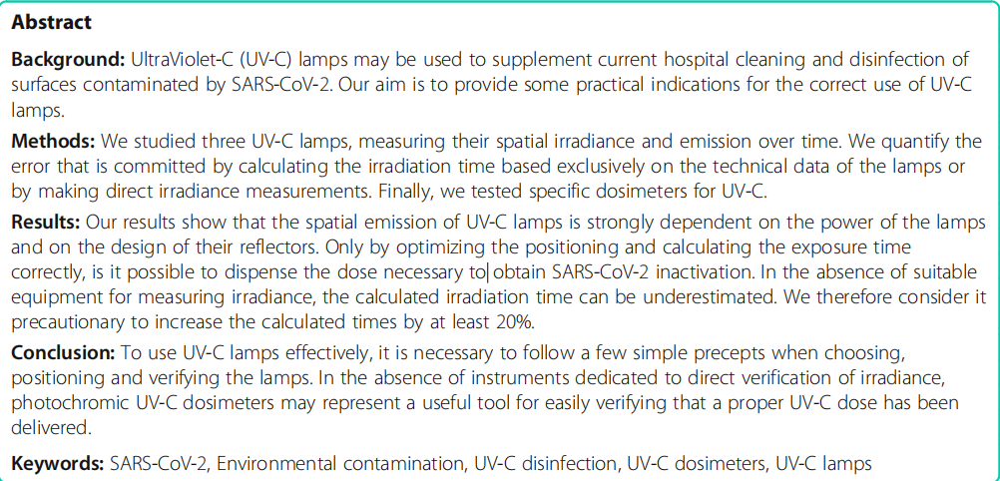 Abstract
Background: UltraViolet-C (UV-C) lamps may be used to supplement current hospital cleaning and disinfection of
surfaces contaminated by SARS-CoV-2. Our aim is to provide some practical indications for the correct use of UV-C
lamps.
Methods: We studied three UV-C lamps, measuring their spatial irradiance and emission over time. We quantify the
error that is committed by calculating the irradiation time based exclusively on the technical data of the lamps or
by making direct irradiance measurements. Finally, we tested specific dosimeters for UV-C.
Results: Our results show that the spatial emission of UV-C lamps is strongly dependent on the power of the lamps
and on the design of their reflectors. Only by optimizing the positioning and calculating the exposure time
correctly, is it possible to dispense the dose necessary to obtain SARS-CoV-2 inactivation. In the absence of suitable
equipment for measuring irradiance, the calculated irradiation time can be underestimated. We therefore consider it
precautionary to increase the calculated times by at least 20%.
Conclusion: To use UV-C lamps effectively, it is necessary to follow a few simple precepts when choosing,
positioning and verifying the lamps. In the absence of instruments dedicated to direct verification of irradiance,
photochromic UV-C dosimeters may represent a useful tool for easily verifying that a proper UV-C dose has been
delivered.
Keywords: SARS-CoV-2, Environmental contamination, UV-C disinfection, UV-C dosimeters, UV-C lamps